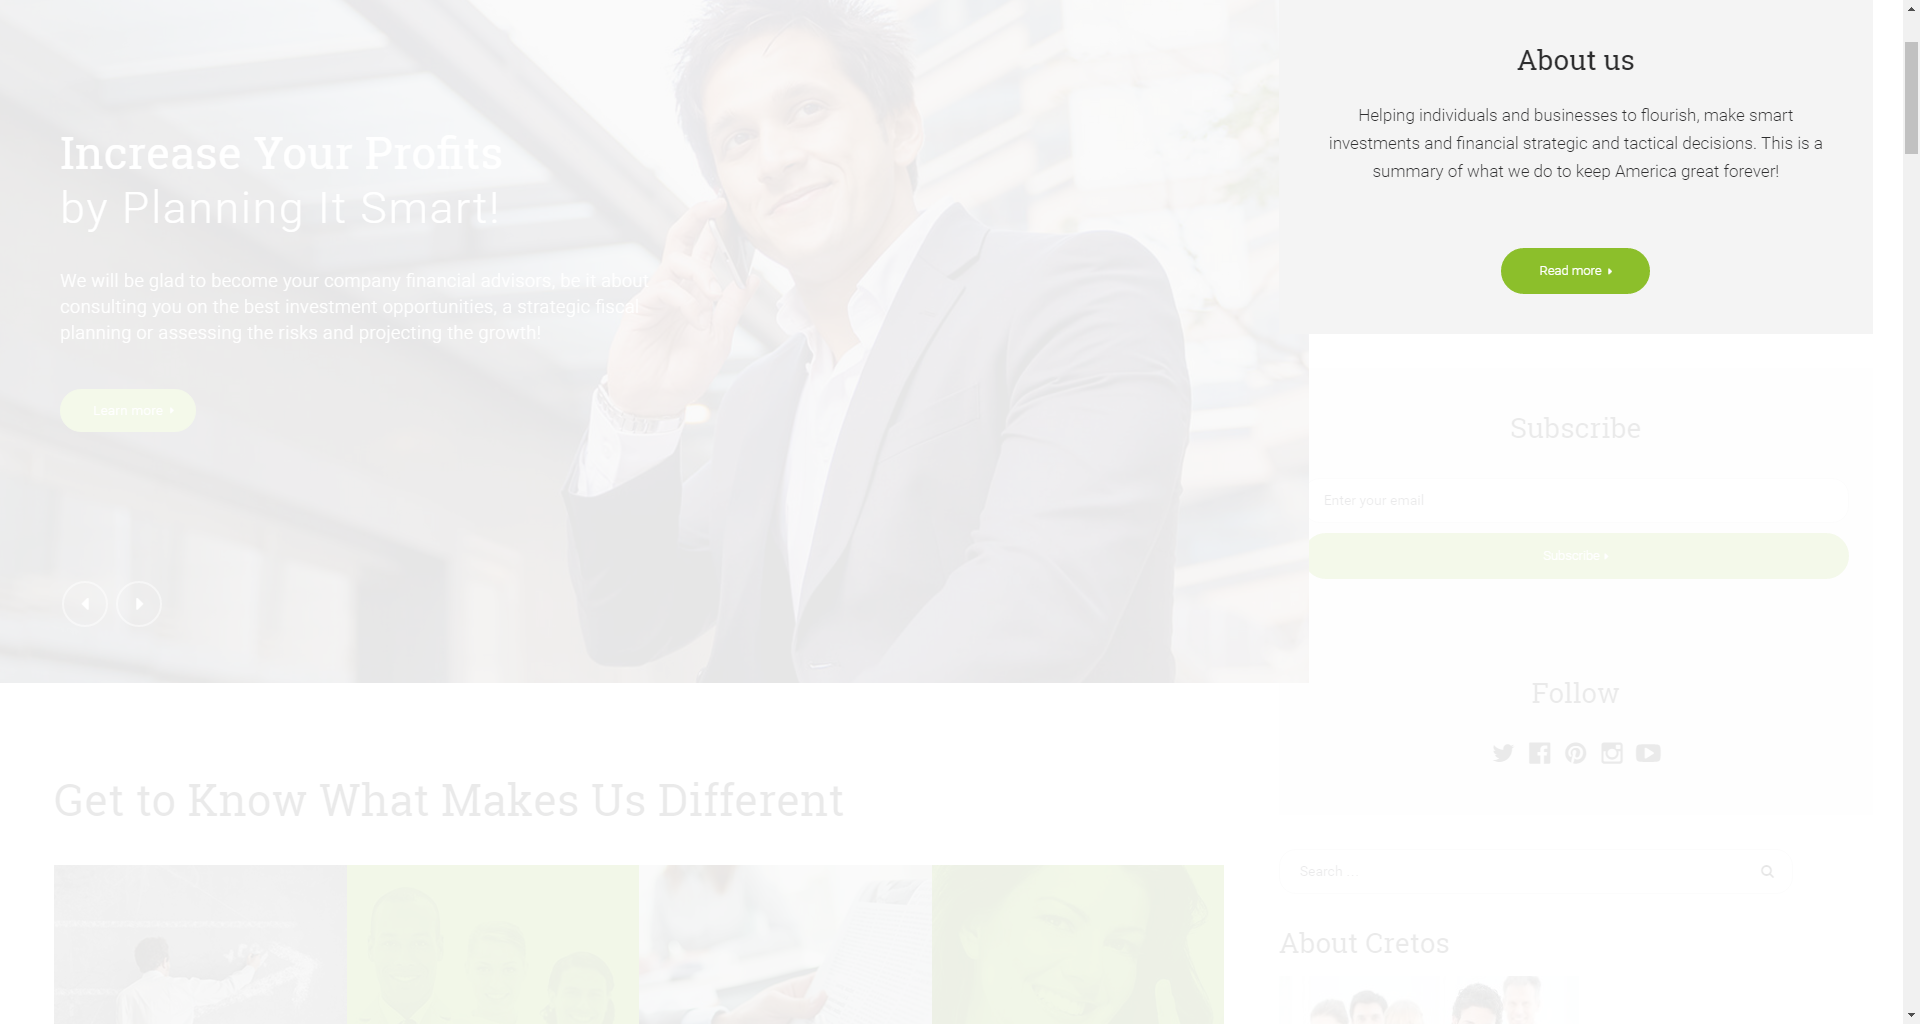 Increase Your Profits
by Planning It Smart!
We will be glad to become your company financial advisors, be it about
consulting you on the best investment opportunities, a strategic fiscal
planning or assessing the risks and projecting the growth!
Learn more
About us
Helping individuals and businesses to flourish, make smart
investments and financial strategic and tactical decisions. This is a
summary of what we do to keep America great forever!
Read more
Subscribe
Enter your email
Subscribe
Follow
Get to Know What Makes Us Different
Search ...
About Cretos